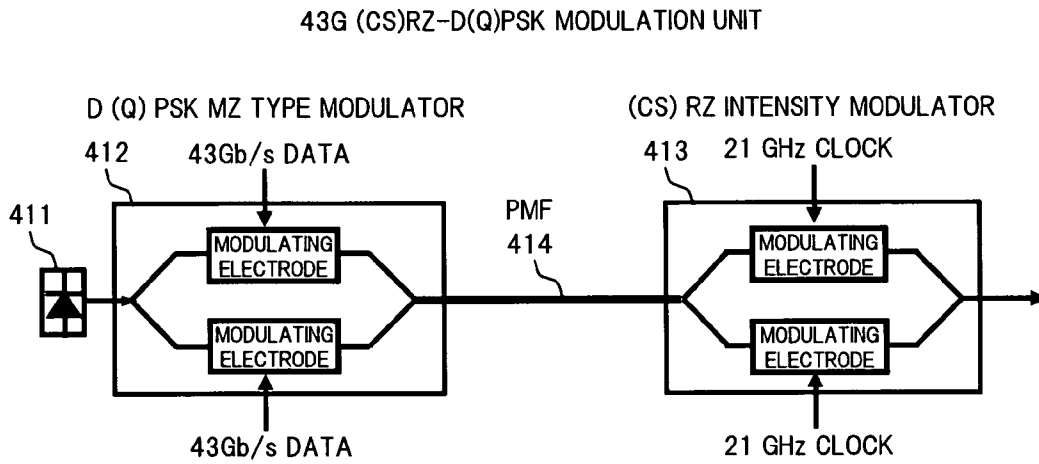 43G (CS)RZ-D(Q)PSK MODULATION UNIT
D (Q) PSK MZ TYPE MODULATOR
(CS) RZ INTENSITY MODULATOR
412
43Gb/s DATA
413
21 GHz CLOCK
411
PMF
414
MODULATING
ELECTRODE
MODULATING
ELECTRODE
MODULATING
ELECTRODE
MODULATING
ELECTRODE
43Gb/s DATA
21 GHz CLOCK